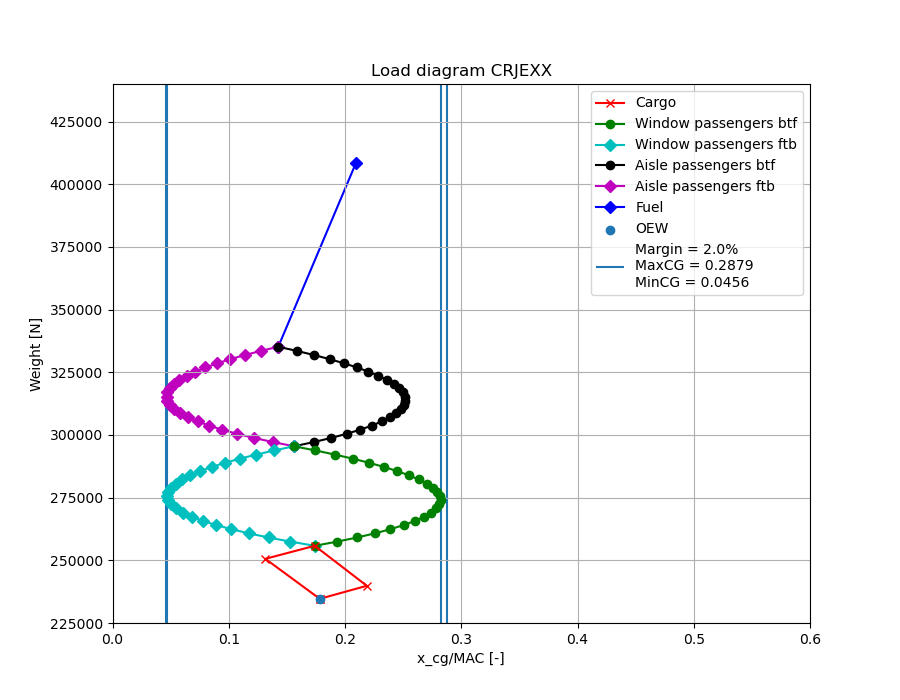 Load diagram CRJEXX
Weight [N]
425000
400000
375000
350000
325000
300000
275000
250000
225000
0.0
0.1
0.2
0.3
0.4
0.5
0.6
x_cg/MAC [-]
Cargo
Window passengers btf
Window passengers ftb
Aisle passengers btf
Aisle passengers ftb
Fuel
OEW
Margin = 2.0%
MaxCG = 0.2879
MinCG = 0.0456